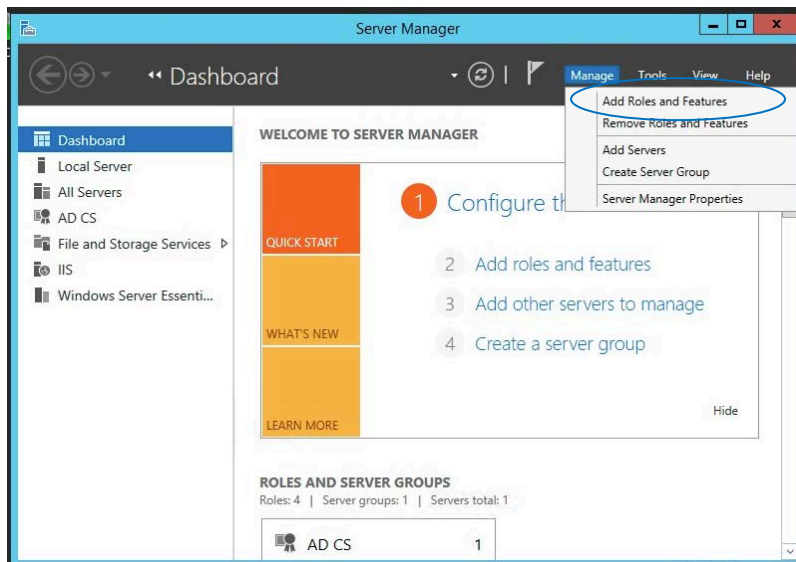 Server Manager
Dashboard
Manage Tools View Help
Add Roles and Features
Remove Roles and Features
Add Servers
Create Server Group
Server Manager Properties
Dashboard
Local Server
All Servers
AD CS
File and Storage Services
IIS
Windows Server Essenti...
WELCOME TO SERVER MANAGER
QUICK START
WHAT'S NEW
LEARN MORE
1 Configure
2 Add roles and features
3 Add other servers to manage
4 Create a server group
Hide
ROLES AND SERVER GROUPS
Roles: 4 | Server groups: 1 | Servers total: 1
AD CS 1